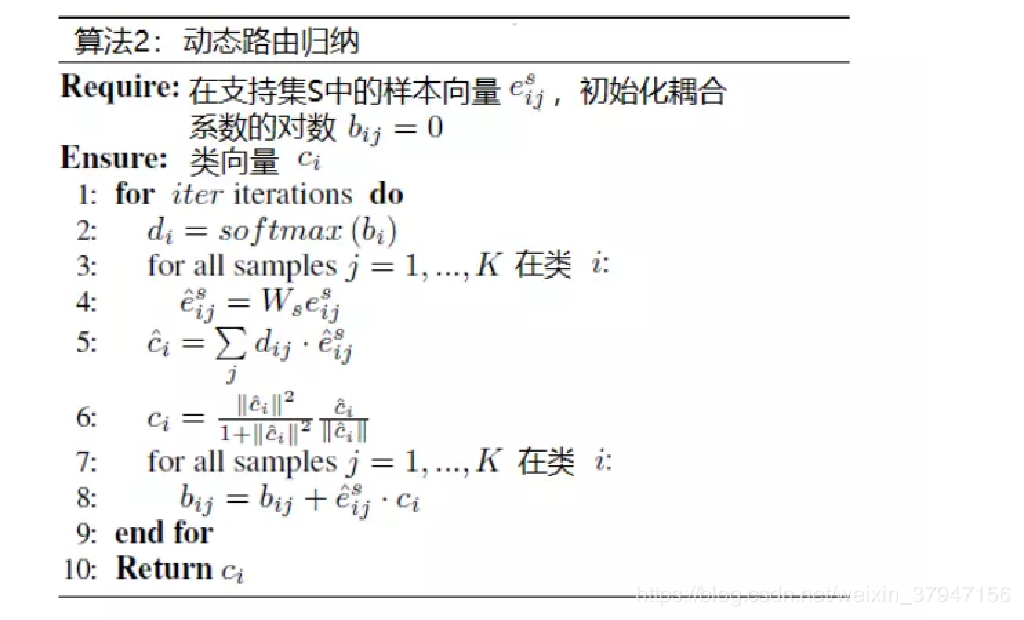 算法2：动态路由归纳
Require: 在支持集S中的样本向量 $e_{ij}^{s}$ ，初始化耦合
系数的对数 $b_{ij} = 0$
Ensure: 类向量 $c_i$
1: for iter iterations do
2: $d_i = softmax(b_i)$
3: for all samples $j = 1, ..., K$ 在类 $i$:
4: $\hat{e}_{ij}^{s} = W_s e_{ij}^{s}$
5: $\hat{c}_i = \sum_j d_{ij} \cdot \hat{e}_{ij}^{s}$
6: $c_i = \frac{\|\hat{c}_i\|^2}{1+\|\hat{c}_i\|^2} \frac{\hat{c}_i}{\|\hat{c}_i\|}$
7: for all samples $j = 1, ..., K$ 在类 $i$:
8: $b_{ij} = b_{ij} + \hat{e}_{ij}^{s} \cdot c_i$
9: end for
10: Return $c_i$
https://blog.csdn.net/weixin_37947156